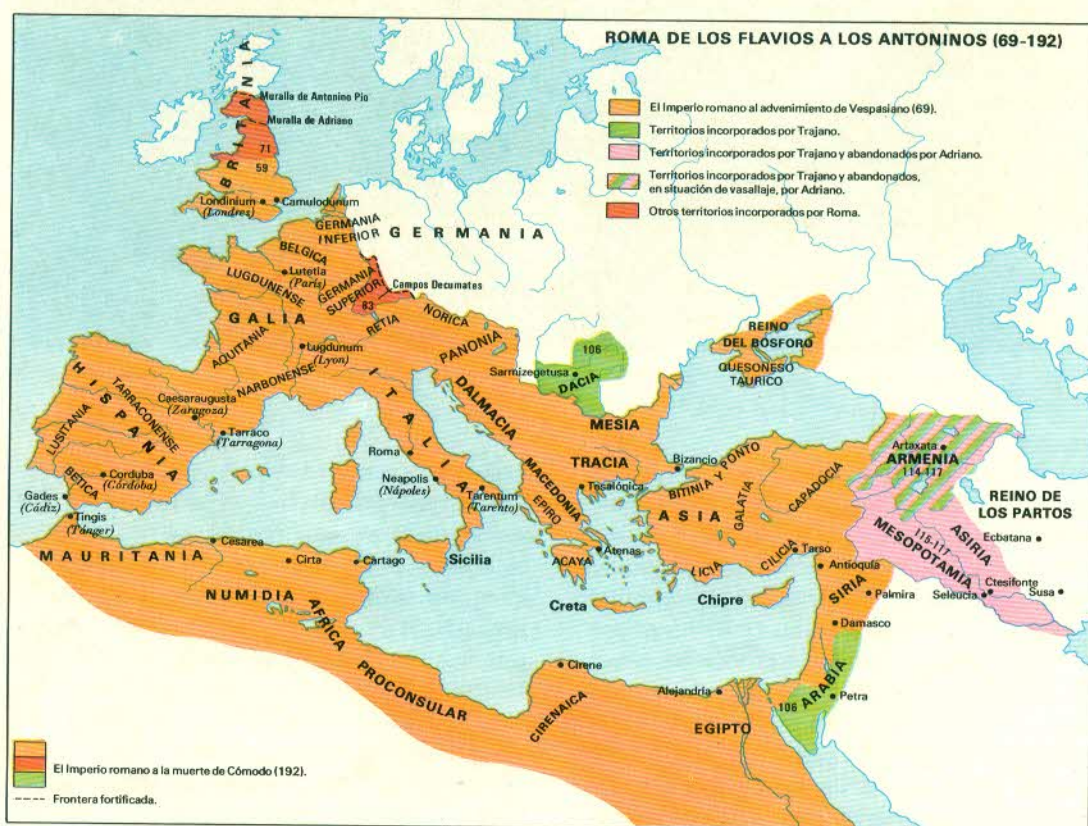 ROMA DE LOS FLAVIOS A LOS ANTONINOS (69-192)
El Imperio romano al advenimiento de Vespasiano (69).
Territorios incorporados por Trajano.
Territorios incorporados por Trajano y abandonados por Adriano.
Territorios incorporados por Trajano y abandonados,
en situación de vasallaje, por Adriano.
Otros territorios incorporados por Roma.
BRITANIA
Muralla de Antonino Pío
Muralla de Adriano
71
59
Londinium
(Londres)
Camulodunum
GERMANIA
INFERIOR
GERMANIA
BELGICA
Lutetia
(París)
LUGDUNENSE
GERMANIA
SUPERIOR
Campos Decumates
83
GALIA
RETIA
NORICA
AQUITANIA
Lugdunum
(Lyon)
PANONIA
NARBONENSE
106
Sarmizegetusa
DACIA
REINO
DEL BÓSFORO
QUESONESO
TAURICO
HISPANIA
TARRACONENSE
Caesaraugusta
(Zaragoza)
LUSITANIA
Tarraco
(Tarragona)
BETICA
Corduba
(Córdoba)
Gades
(Cádiz)
Tingis
(Tánger)
ITALIA
Roma
Neapolis
(Nápoles)
Tarentum
(Tarento)
DALMACIA
MESIA
TRACIA
MACEDONIA
EPIRO
Tesalónica
Bizancio
BITINIA Y PONTO
ASIA
GALATIA
CAPADOCIA
Artaxata
ARMENIA
114-117
REINO DE
LOS PARTOS
ASIRIA
MESOPOTAMIA
115-117
Ecbatana
Ctesifonte
Seleucia
Susa
ACAYA
Atenas
LICIA
CILICIA
Tarso
Antioquía
SIRIA
Palmira
Damasco
MAURITANIA
Cesarea
Cirta
Cártago
Sicilia
Creta
Chipre
NUMIDIA
AFRICA PROCONSULAR
Cirene
CIRENAICA
Alejandría
EGIPTO
106
ARABIA
Petra
El Imperio romano a la muerte de Cómodo (192).
Frontera fortificada.